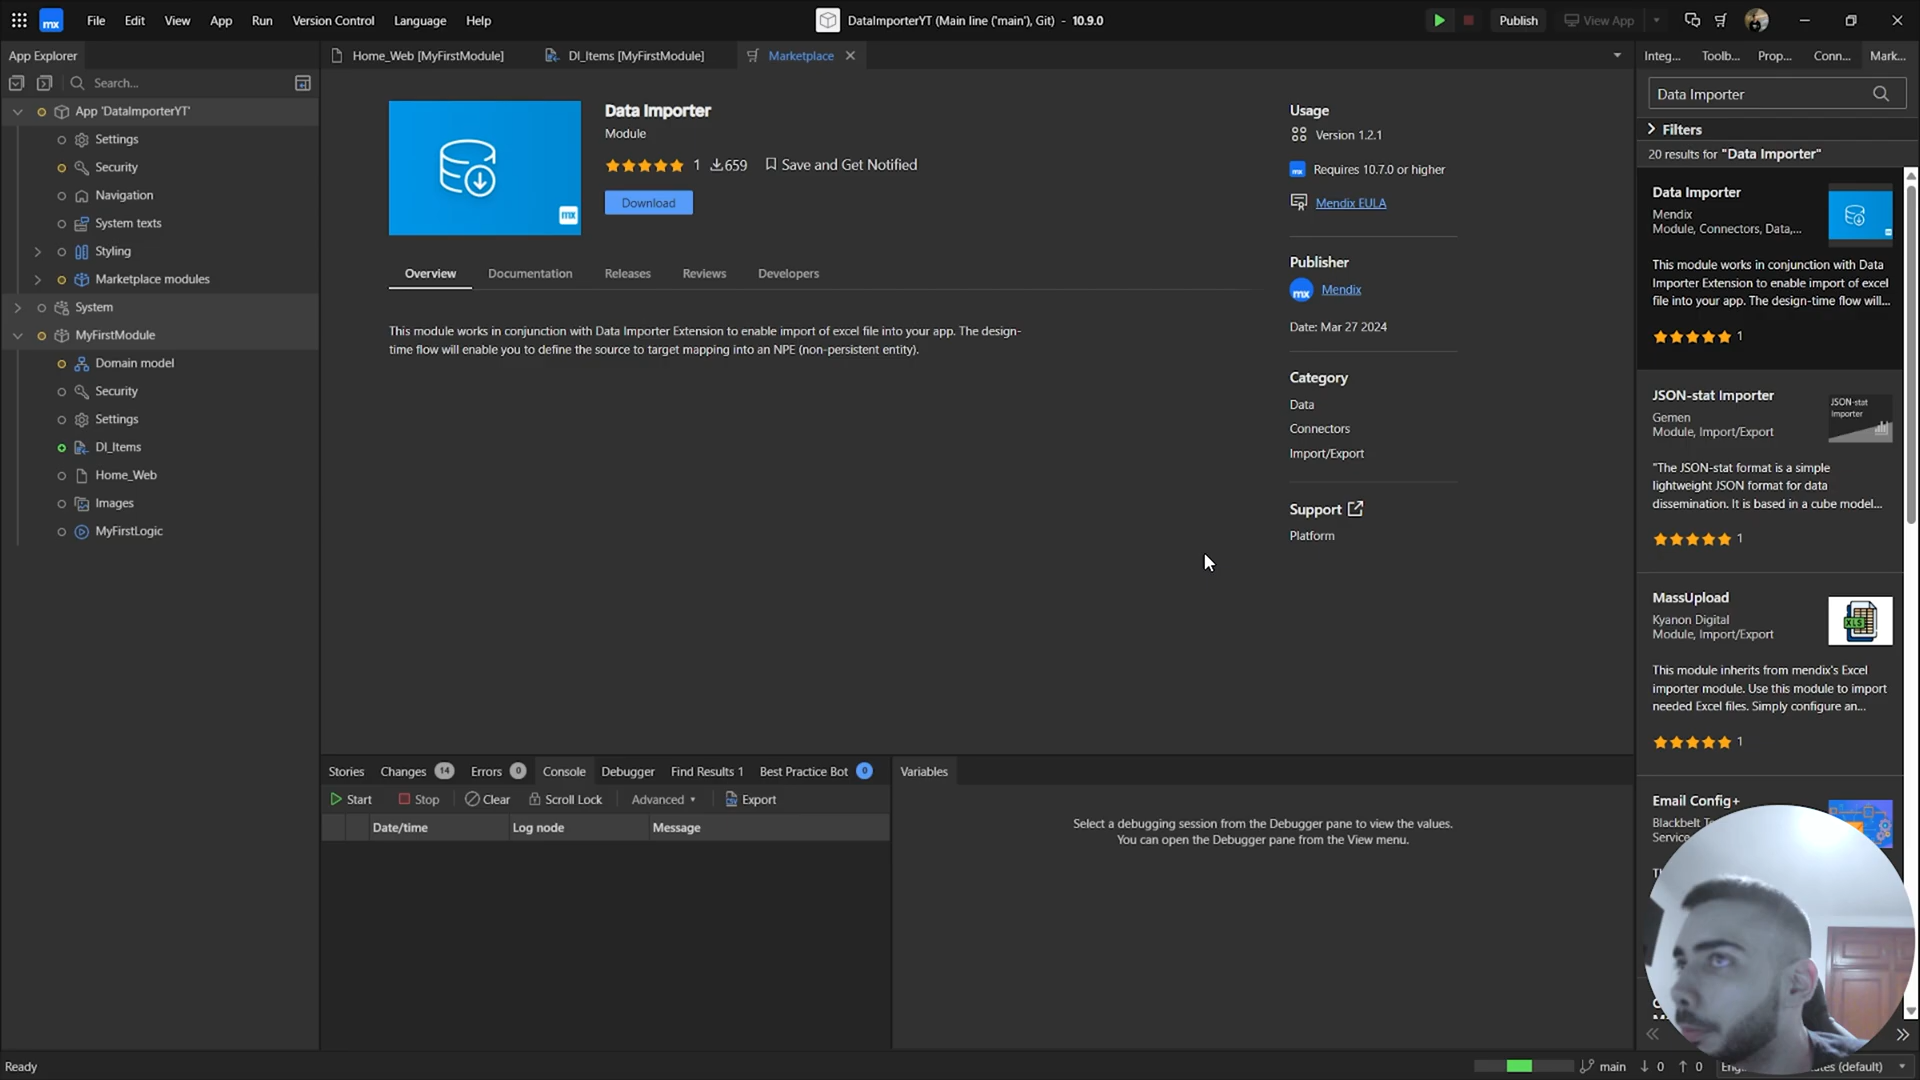 mx File Edit View App Run Version Control Language Help
DataImporterYT (Main line ('main'), Git) - 10.9.0
Publish View App
App Explorer
Search...
App 'DataImporterYT'
Settings
Security
Navigation
System texts
Styling
Marketplace modules
System
MyFirstModule
Domain model
Security
Settings
DI_Items
Home_Web
Images
MyFirstLogic
Home_Web [MyFirstModule] DI_Items [MyFirstModule] Marketplace
mx
Data Importer
Module
1 659 Save and Get Notified
Download
Overview Documentation Releases Reviews Developers
This module works in conjunction with Data Importer Extension to enable import of excel file into your app. The design-
time flow will enable you to define the source to target mapping into an NPE (non-persistent entity).
Usage
Version 1.2.1
mx Requires 10.7.0 or higher
Mendix EULA
Publisher
mx Mendix
Date: Mar 27 2024
Category
Data
Connectors
Import/Export
Support
Platform
Stories Changes 14 Errors 0 Console Debugger Find Results 1 Best Practice Bot 0
Start Stop Clear Scroll Lock Advanced Export
Date/time Log node Message
Variables
Select a debugging session from the Debugger pane to view the values.
You can open the Debugger pane from the View menu.
Integ... Toolb... Prop... Conn... Mark...
Data Importer
Filters
20 results for "Data Importer"
Data Importer
Mendix
Module, Connectors, Data,...
This module works in conjunction with Data
Importer Extension to enable import of excel
file into your app. The design-time flow will...
1
JSON-stat Importer
Gemen
Module, Import/Export
JSON-stat
Importer
"The JSON-stat format is a simple
lightweight JSON format for data
dissemination. It is based in a cube model...
1
MassUpload
Kyanon Digital
Module, Import/Export
XLS
This module inherits from mendix's Excel
importer module. Use this module to import
needed Excel files. Simply configure an...
1
Email Config+
Blackbelt
Ready
main 0 0 (default)